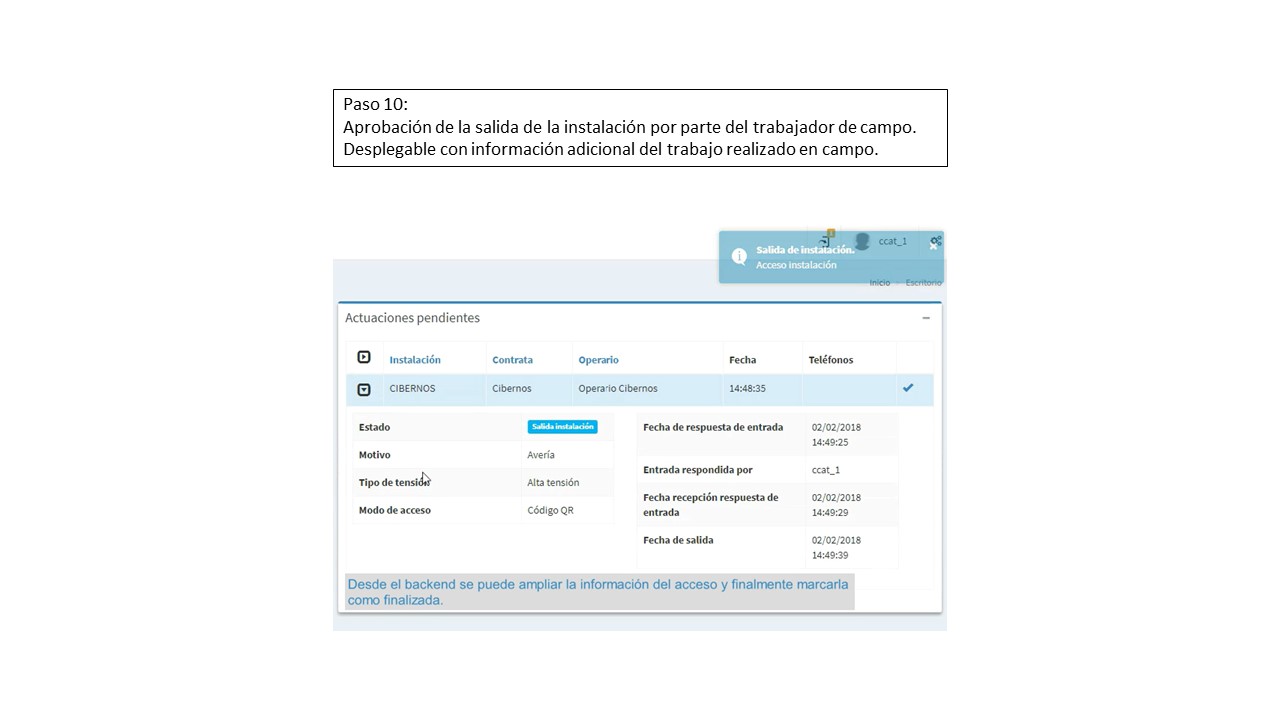 Paso 10:
Aprobación de la salida de la instalación por parte del trabajador de campo.
Desplegable con información adicional del trabajo realizado en campo.
ccat_1
Salida de instalación.
Acceso instalación
Inicio Escritorio
Actuaciones pendientes
Instalación Contrata Operario Fecha Teléfonos
CIBERNOS Cibernos Operario Cibernos 14:48:35
Estado Salida instalación
Motivo Avería
Tipo de tensión Alta tensión
Modo de acceso Código QR
Fecha de respuesta de entrada 02/02/2018
14:49:25
Entrada respondida por ccat_1
Fecha recepción respuesta de 02/02/2018
entrada 14:49:29
Fecha de salida 02/02/2018
14:49:39
Desde el backend se puede ampliar la información del acceso y finalmente marcarla
como finalizada.